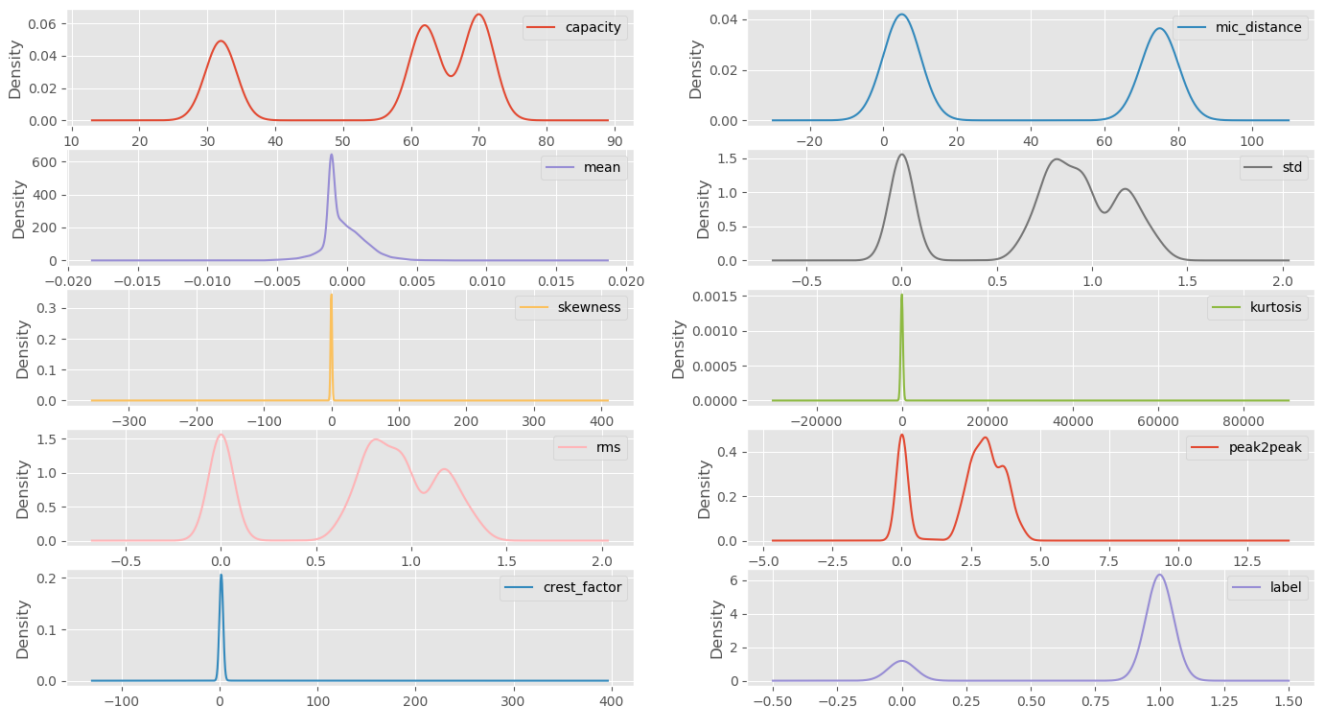 Density
0.06
0.04
0.02
0.00
capacity
10 20 30 40 50 60 70 80 90
Density
0.04
0.02
0.00
mic_distance
−20 0 20 40 60 80 100
Density
600
400
200
0
mean
−0.020 −0.015 −0.010 −0.005 0.000 0.005 0.010 0.015 0.020
Density
1.5
1.0
0.5
0.0
std
−0.5 0.0 0.5 1.0 1.5 2.0
Density
0.3
0.2
0.1
0.0
skewness
−300 −200 −100 0 100 200 300 400
Density
0.0015
0.0010
0.0005
0.0000
kurtosis
−20000 0 20000 40000 60000 80000
Density
1.5
1.0
0.5
0.0
rms
−0.5 0.0 0.5 1.0 1.5 2.0
Density
0.4
0.2
0.0
peak2peak
−5.0 −2.5 0.0 2.5 5.0 7.5 10.0 12.5
Density
0.2
0.1
0.0
crest_factor
−100 0 100 200 300 400
Density
6
4
2
0
label
−0.50 −0.25 0.00 0.25 0.50 0.75 1.00 1.25 1.50